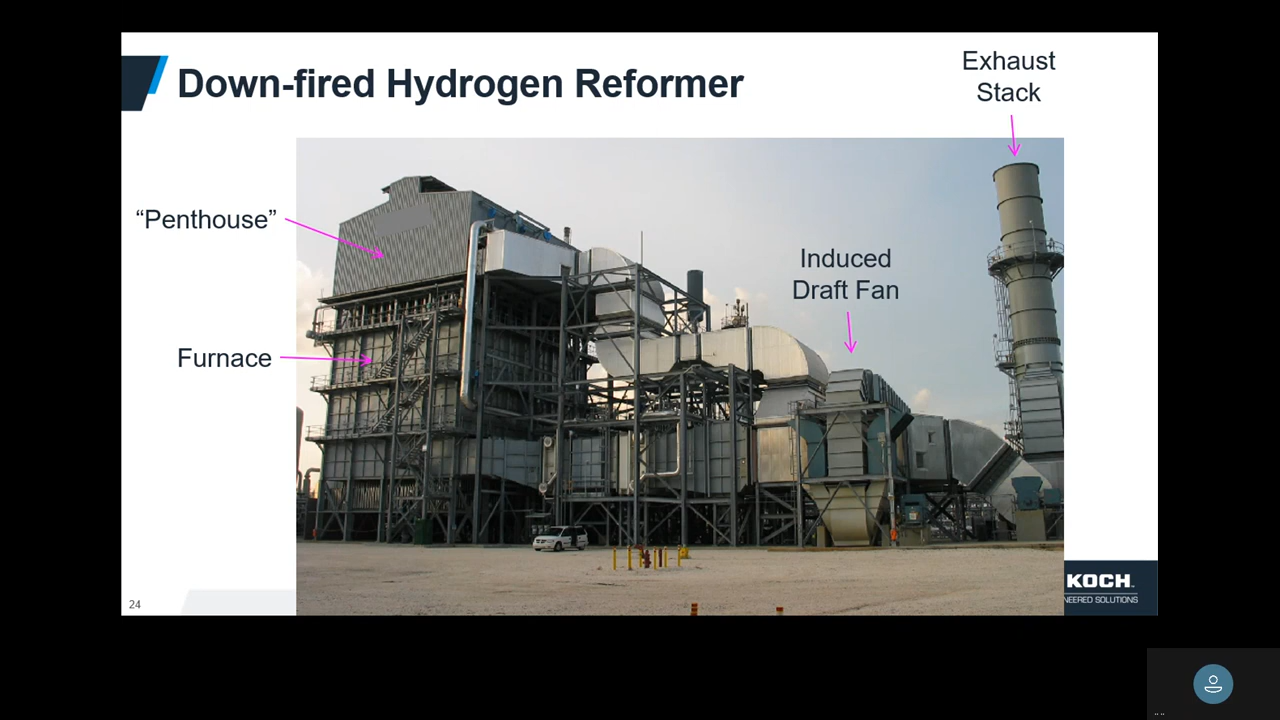 Down-fired Hydrogen Reformer
Exhaust
Stack
“Penthouse”
Induced
Draft Fan
Furnace
24
KOCH
NEERED SOLUTIONS